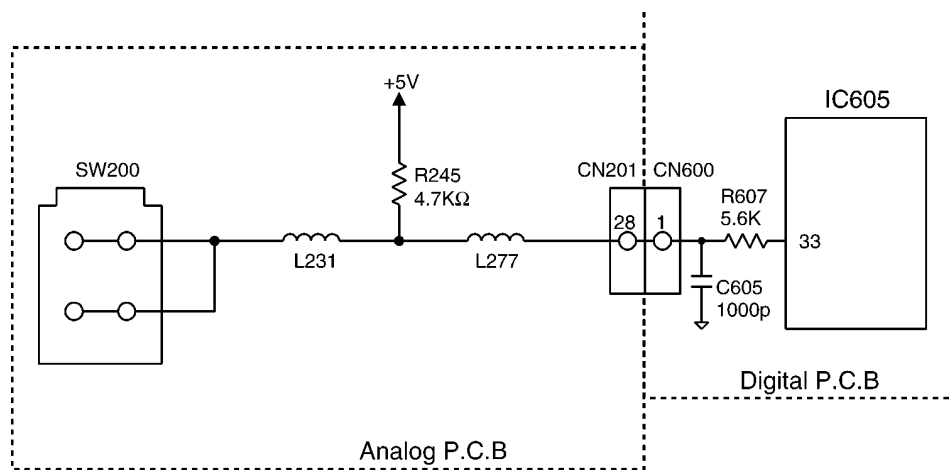 +5V
IC605
SW200
R245
4.7KΩ
CN201 CN600
R607
5.6K
28 1
33
L231
L277
C605
1000p
Digital P.C.B
Analog P.C.B